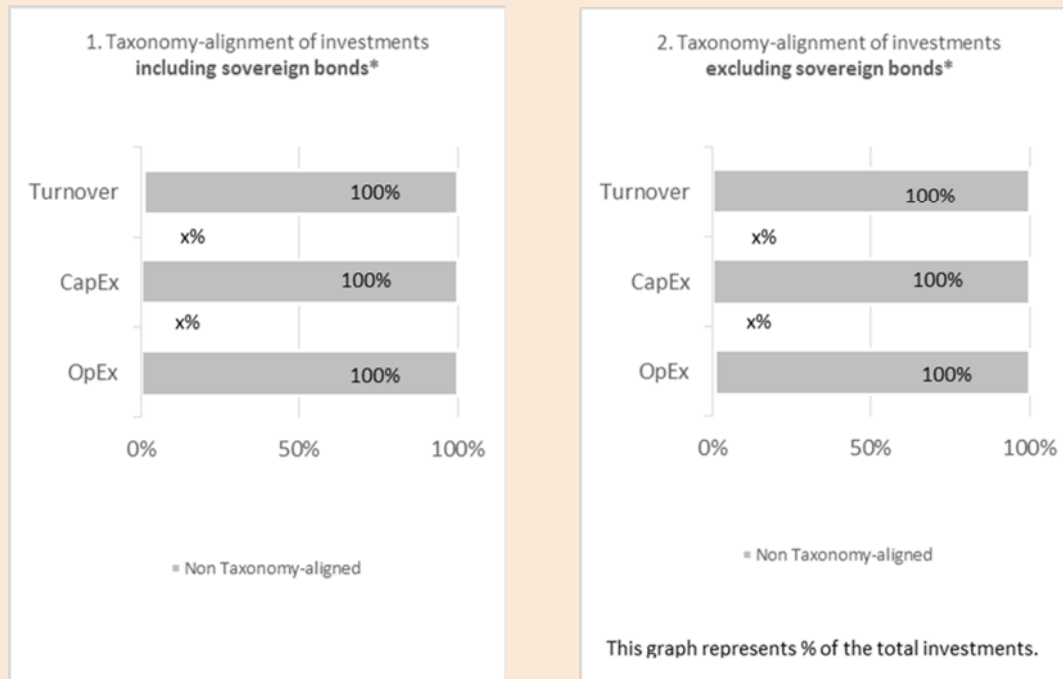 1. Taxonomy-alignment of investments
including sovereign bonds*
Turnover
100%
x%
CapEx
100%
x%
OpEx
100%
0%
50%
100%
Non Taxonomy-aligned
2. Taxonomy-alignment of investments
excluding sovereign bonds*
Turnover
100%
x%
CapEx
100%
x%
OpEx
100%
0%
50%
100%
Non Taxonomy-aligned
This graph represents % of the total investments.